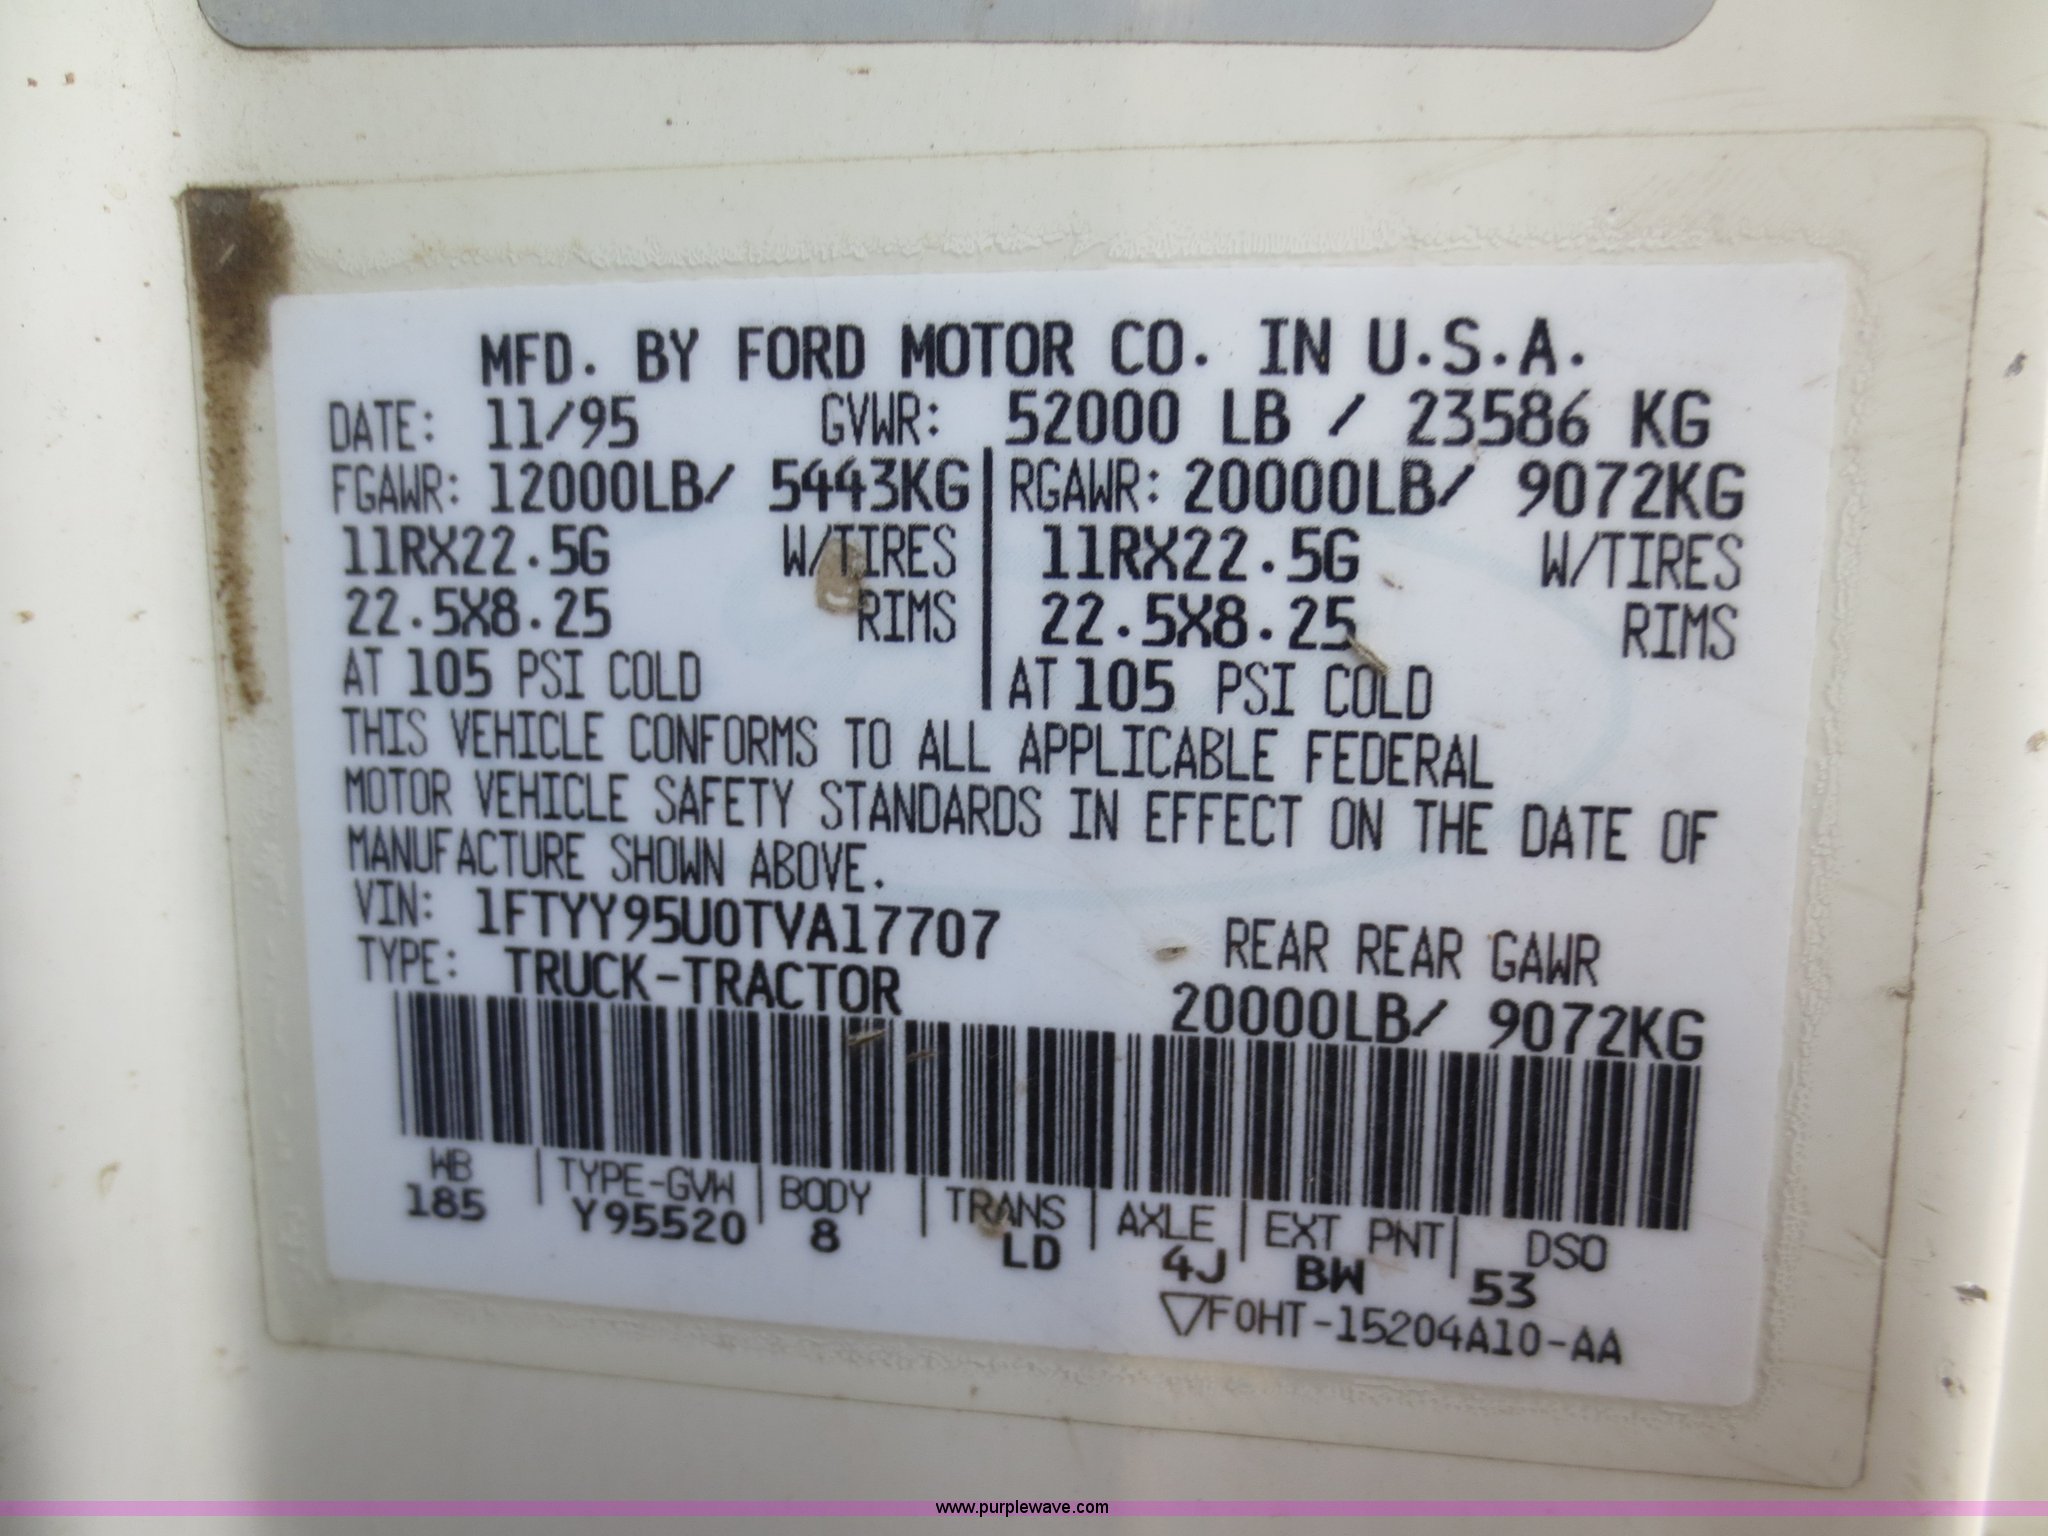 MFD. BY FORD MOTOR CO. IN U.S.A.
DATE: 11/95 GVWR: 52000 LB / 23586 KG
FGAWR: 12000LB/ 5443KG RGAWR: 20000LB/ 9072KG
11RX22.5G W/TIRES 11RX22.5G W/TIRES
22.5X8.25 RIMS 22.5X8.25 RIMS
AT 105 PSI COLD AT 105 PSI COLD
THIS VEHICLE CONFORMS TO ALL APPLICABLE FEDERAL
MOTOR VEHICLE SAFETY STANDARDS IN EFFECT ON THE DATE OF
MANUFACTURE SHOWN ABOVE.
VIN: 1FTYY95U0TVA17707 REAR REAR GAWR
TYPE: TRUCK-TRACTOR 20000LB/ 9072KG
WB TYPE-GVW BODY TRANS AXLE EXT PNT DSO
185 Y95520 8 LD 4J BW 53
▽F0HT-15204A10-AA
www.purplewave.com